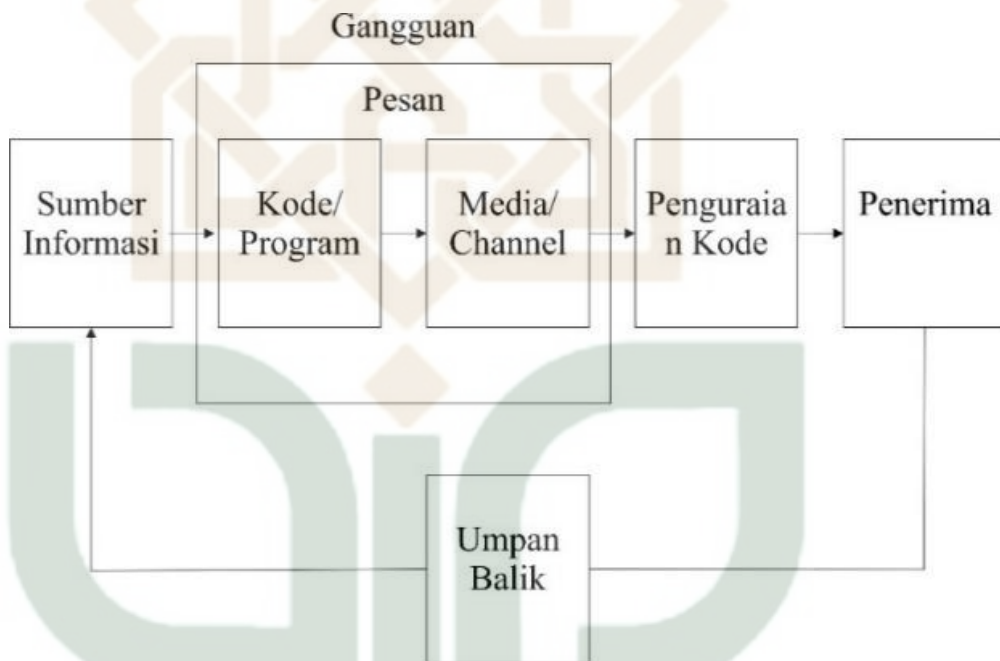 Gangguan
Pesan
Sumber
Informasi
Kode/
Program
Media/
Channel
Penguraia
n Kode
Penerima
Umpan
Balik